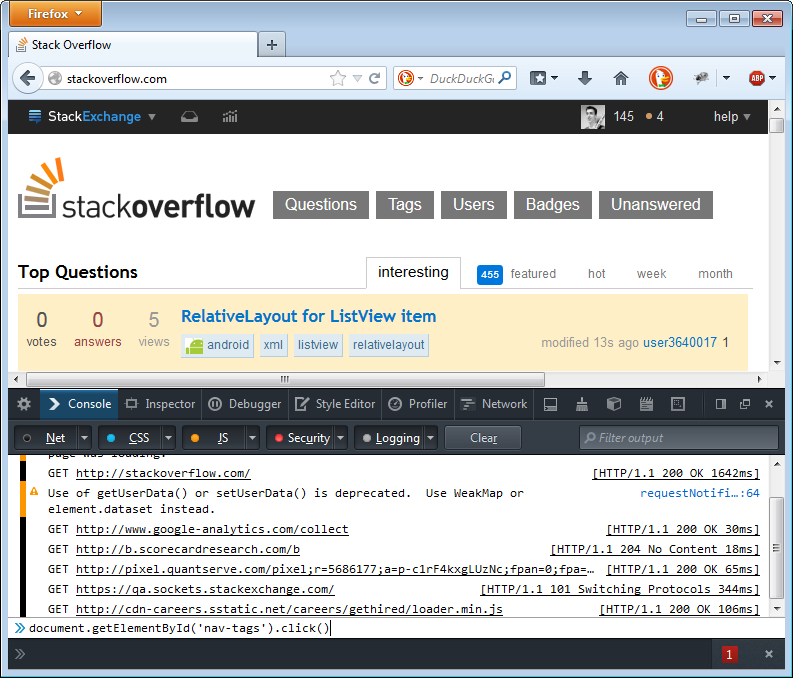 Firefox
Stack Overflow
stackoverflow.com
DuckDuckGo
ABP
StackExchange
145 4 help
stackoverflow Questions Tags Users Badges Unanswered
Top Questions interesting 455 featured hot week month
0 0 5 RelativeLayout for ListView item
votes answers views android xml listview relativelayout modified 13s ago user3640017 1
Console Inspector Debugger Style Editor Profiler Network
Net CSS JS Security Logging Clear Filter output
page was loading.
GET http://stackoverflow.com/ [HTTP/1.1 200 OK 1642ms]
Use of getUserData() or setUserData() is deprecated. Use WeakMap or requestNotifi…:64
element.dataset instead.
GET http://www.google-analytics.com/collect [HTTP/1.1 200 OK 30ms]
GET http://b.scorecardresearch.com/b [HTTP/1.1 204 No Content 18ms]
GET http://pixel.quantserve.com/pixel;r=5686177;a=p-c1rF4kxgLUzNc;fpan=0;fpa=… [HTTP/1.1 200 OK 65ms]
GET https://qa.sockets.stackexchange.com/ [HTTP/1.1 101 Switching Protocols 344ms]
GET http://cdn-careers.sstatic.net/careers/gethired/loader.min.js [HTTP/1.1 200 OK 106ms]
document.getElementById('nav-tags').click()
1